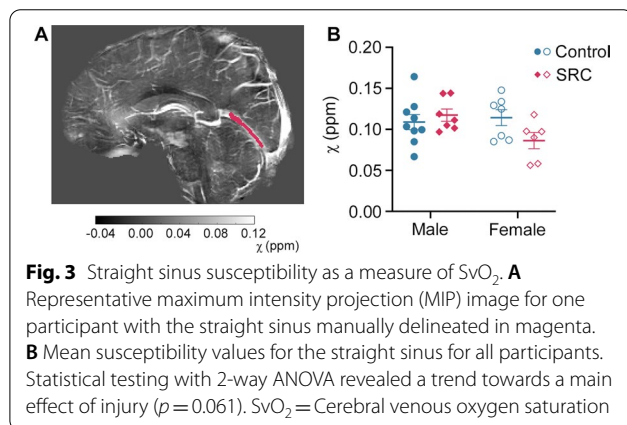 A
-0.04 0.00 0.04 0.08 0.12
χ (ppm)
B
Control
SRC
χ (ppm)
0.20
0.15
0.10
0.05
0.00
Male Female
Fig. 3 Straight sinus susceptibility as a measure of SvO₂. A
Representative maximum intensity projection (MIP) image for one
participant with the straight sinus manually delineated in magenta.
B Mean susceptibility values for the straight sinus for all participants.
Statistical testing with 2-way ANOVA revealed a trend towards a main
effect of injury (p = 0.061). SvO₂ = Cerebral venous oxygen saturation